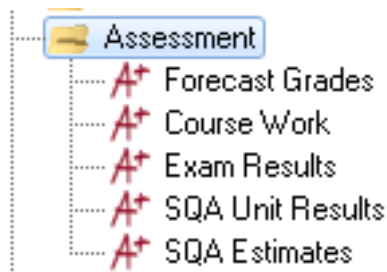 Assessment
A+ Forecast Grades
A+ Course Work
A+ Exam Results
A+ SQA Unit Results
A+ SQA Estimates